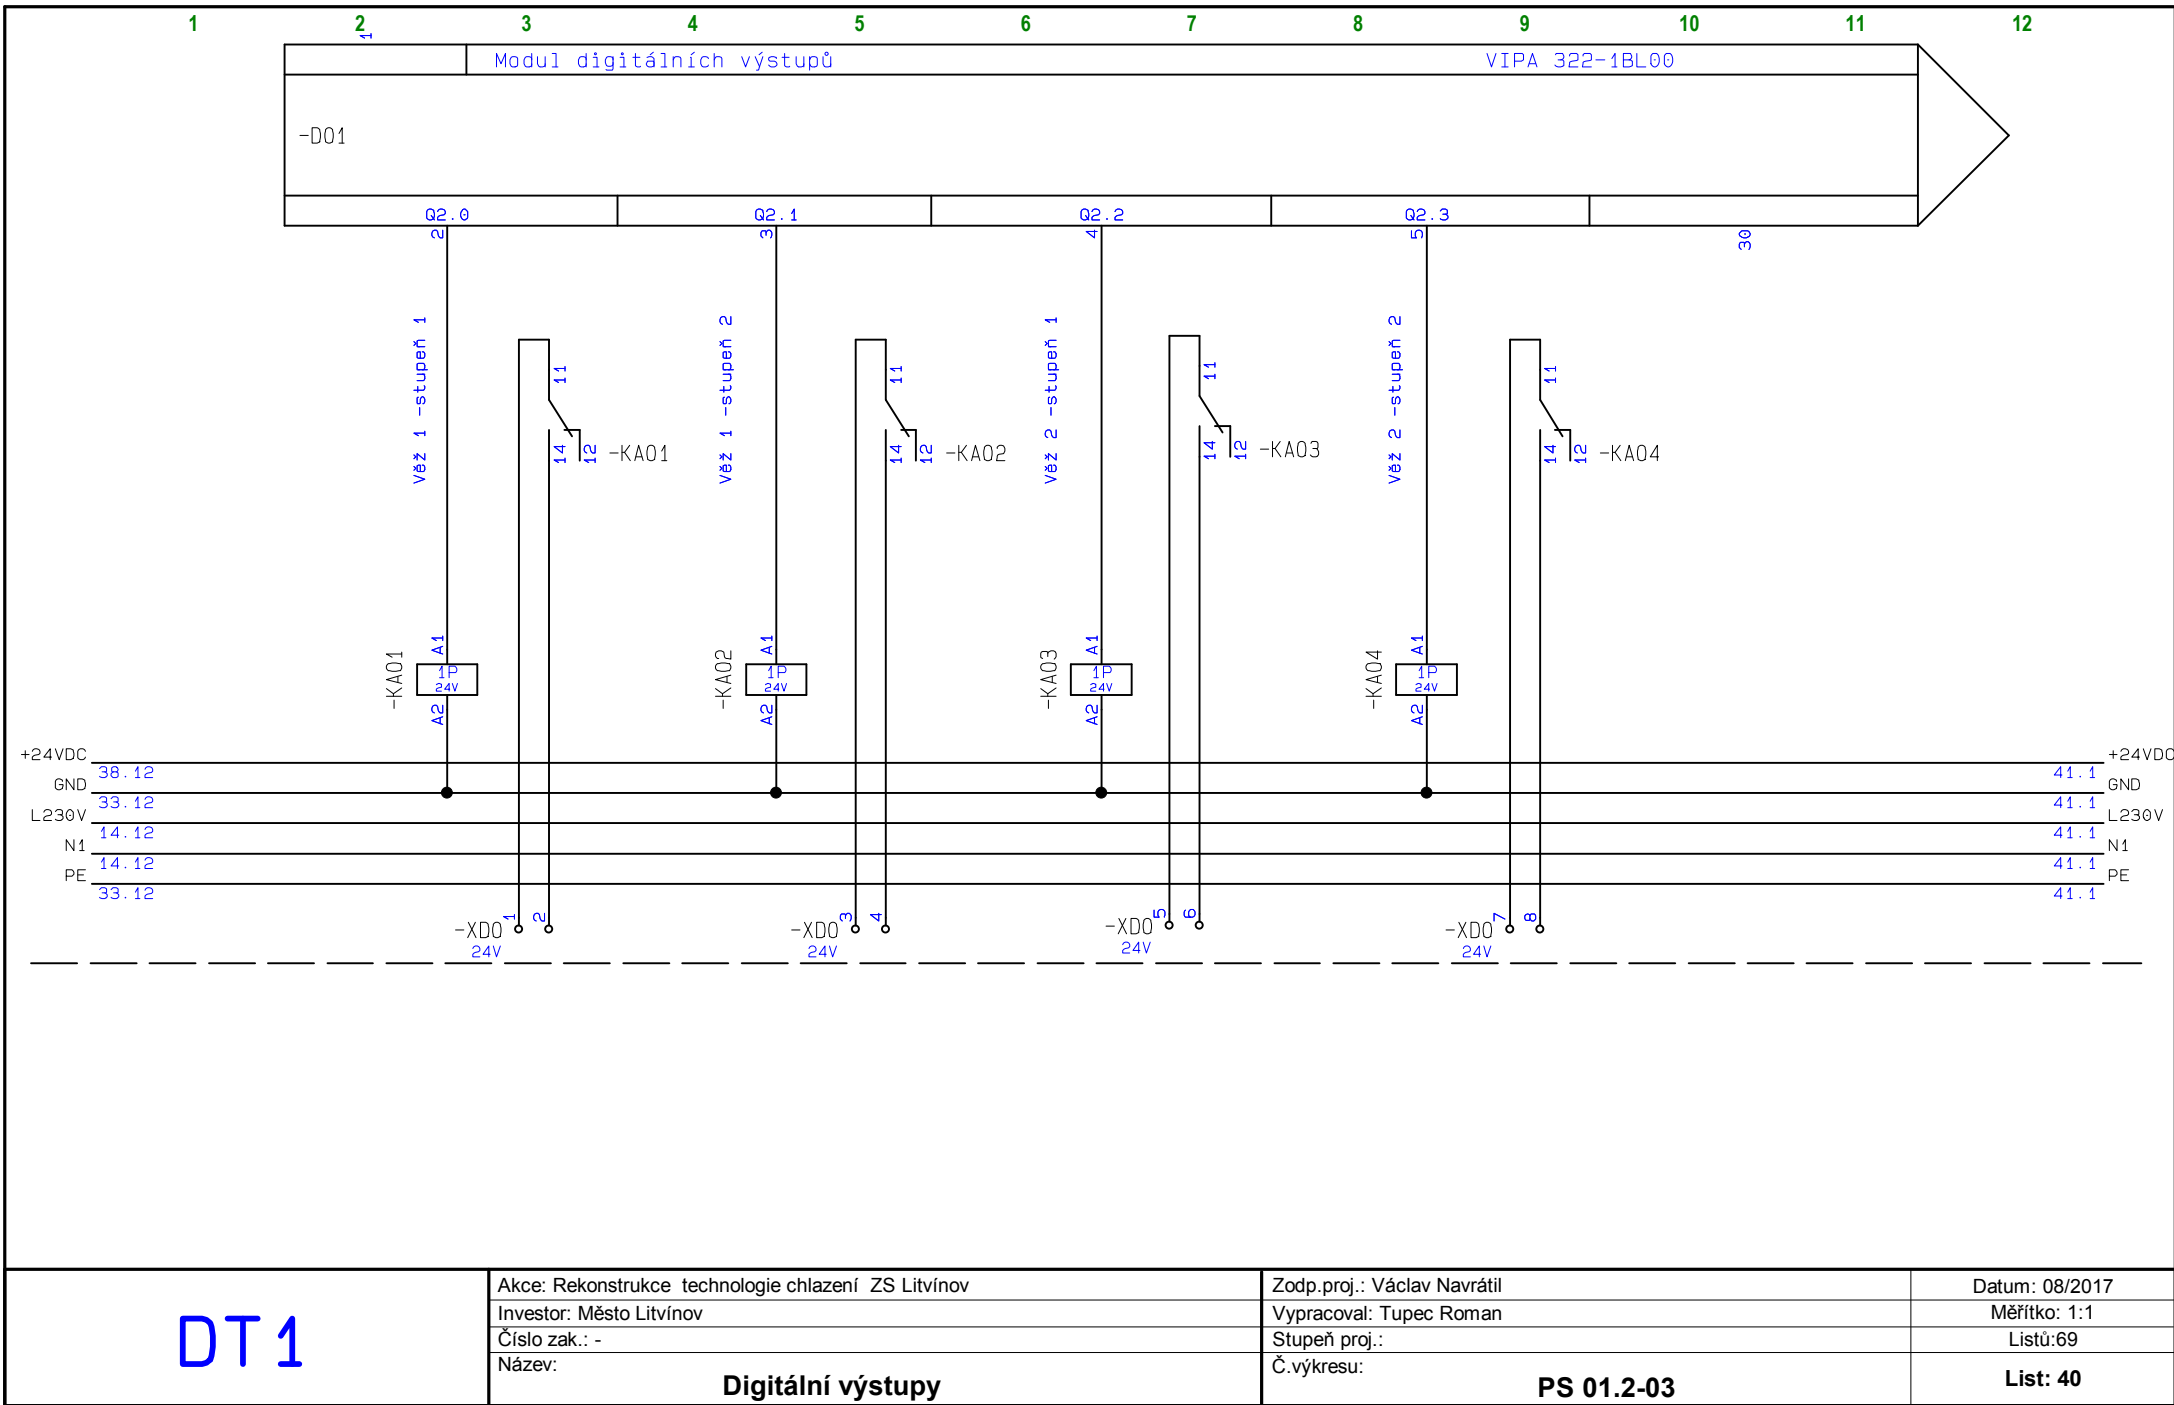 1 2 3 4 5 6 7 8 9 10 11 12
1
Modul digitálních výstupů VIPA 322-1BL00
-DO1
Q2.0 Q2.1 Q2.2 Q2.3
2 3 4 5 30
Věž 1 -stupeň 1
Věž 1 -stupeň 2
Věž 2 -stupeň 1
Věž 2 -stupeň 2
11 11 11 11
14 12 -KA01 14 12 -KA02 14 12 -KA03 14 12 -KA04
A1 A1 A1 A1
-KA01 1P -KA02 1P -KA03 1P -KA04 1P
24V 24V 24V 24V
A2 A2 A2 A2
+24VDC +24VDC
38.12 41.1
GND GND
33.12 41.1
L230V L230V
14.12 41.1
N1 N1
14.12 41.1
PE PE
33.12 41.1
-XDO 1 2 -XDO 3 4 -XDO 5 6 -XDO 7 8
24V 24V 24V 24V
DT1
Akce: Rekonstrukce technologie chlazení ZS Litvínov
Investor: Město Litvínov
Číslo zak.: -
Název:
Digitální výstupy
Zodp.proj.: Václav Navrátil
Vypracoval: Tupec Roman
Stupeň proj.:
Č.výkresu:
PS 01.2-03
Datum: 08/2017
Měřítko: 1:1
Listů:69
List: 40